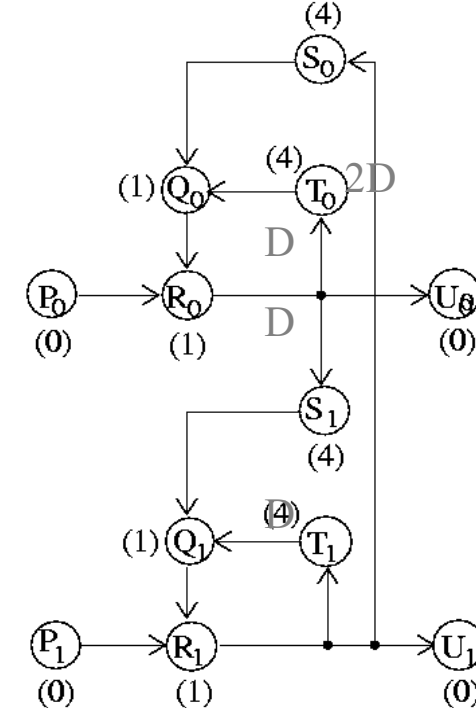 (4)
S0
(4)
(1) Q0 T0 2D
D
P0 R0 U0
(0) (1) D (0)
S1
(4)
(4) D
(1) Q1 T1
P1 R1 U1
(0) (1) (0)